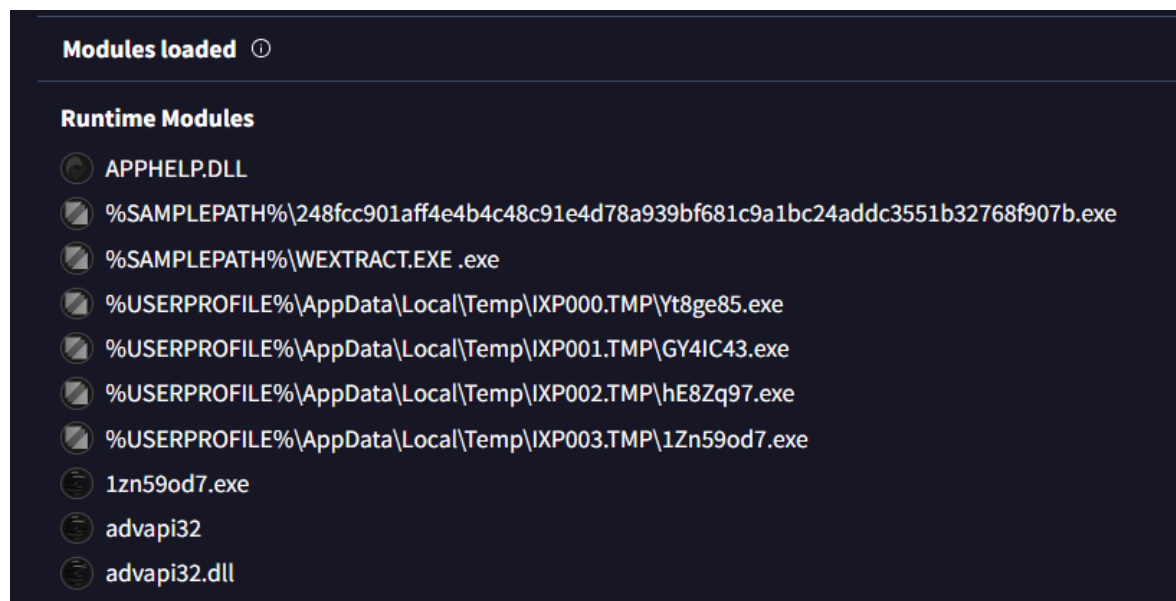 Modules loaded
Runtime Modules
APPHELP.DLL
%SAMPLEPATH%\248fcc901aff4e4b4c48c91e4d78a939bf681c9a1bc24addc3551b32768f907b.exe
%SAMPLEPATH%\WEXTRACT.EXE .exe
%USERPROFILE%\AppData\Local\Temp\IXP000.TMP\Yt8ge85.exe
%USERPROFILE%\AppData\Local\Temp\IXP001.TMP\GY4IC43.exe
%USERPROFILE%\AppData\Local\Temp\IXP002.TMP\hE8Zq97.exe
%USERPROFILE%\AppData\Local\Temp\IXP003.TMP\1Zn59od7.exe
1zn59od7.exe
advapi32
advapi32.dll